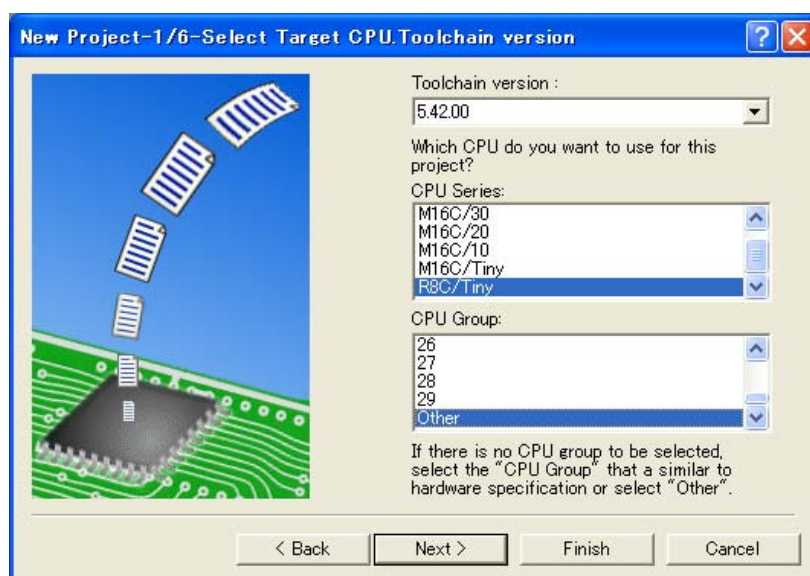 New Project-1/6-Select Target CPU.Toolchain version
Toolchain version :
5.42.00
Which CPU do you want to use for this
project?
CPU Series:
M16C/30
M16C/20
M16C/10
M16C/Tiny
R8C/Tiny
CPU Group:
26
27
28
29
Other
If there is no CPU group to be selected,
select the "CPU Group" that a similar to
hardware specification or select "Other".
< Back
Next >
Finish
Cancel